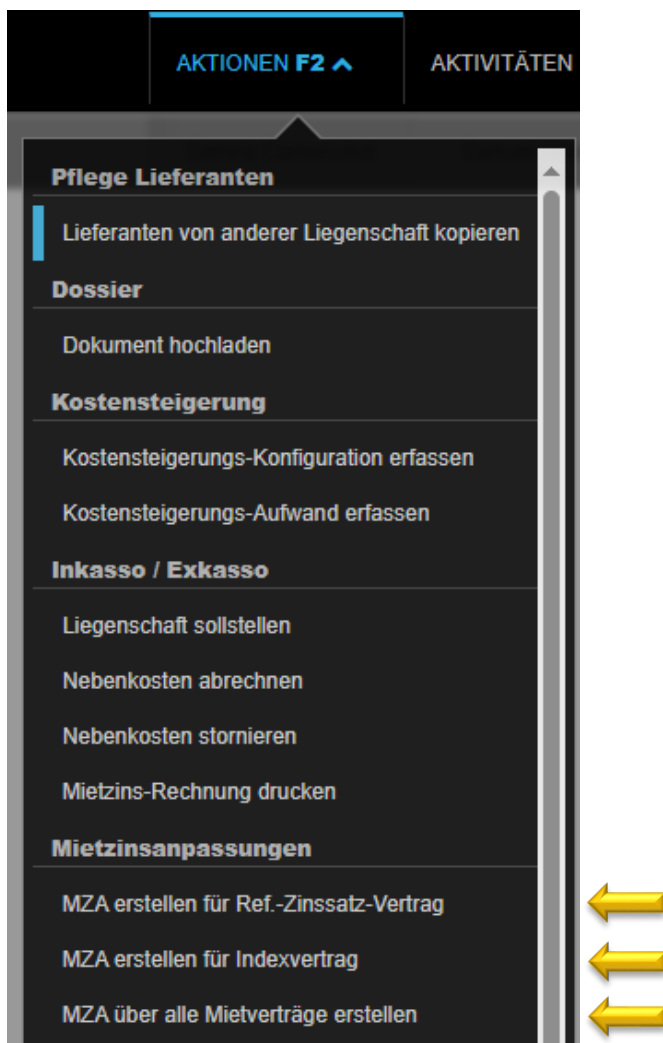 AKTIONEN F2 AKTIVITÄTEN
Pflege Lieferanten
Lieferanten von anderer Liegenschaft kopieren
Dossier
Dokument hochladen
Kostensteigerung
Kostensteigerungs-Konfiguration erfassen
Kostensteigerungs-Aufwand erfassen
Inkasso / Exkasso
Liegenschaft sollstellen
Nebenkosten abrechnen
Nebenkosten stornieren
Mietzins-Rechnung drucken
Mietzinsanpassungen
MZA erstellen für Ref.-Zinssatz-Vertrag
MZA erstellen für Indexvertrag
MZA über alle Mietverträge erstellen